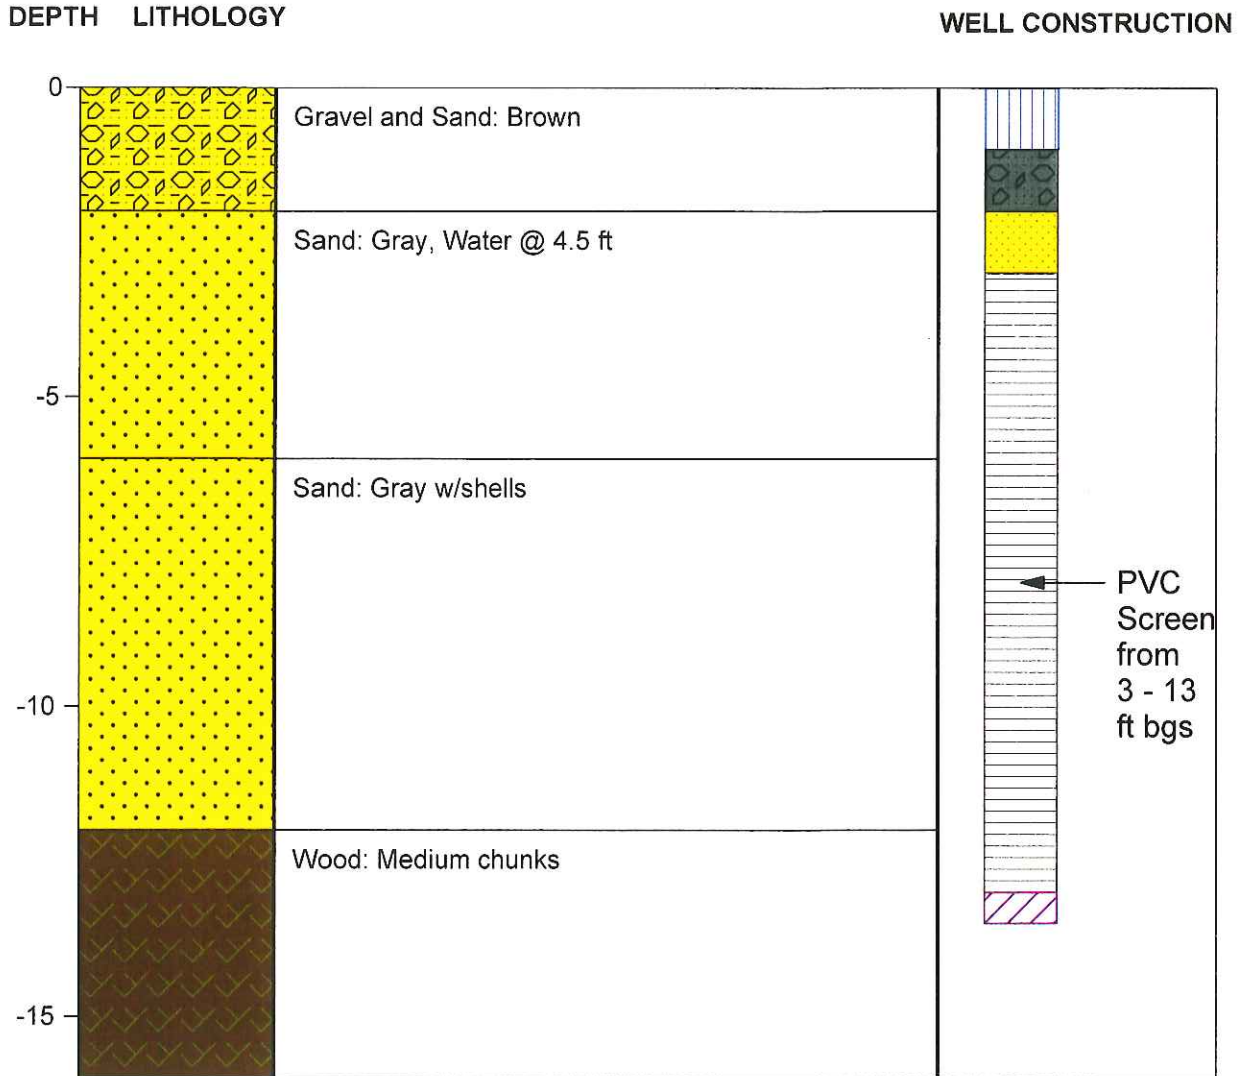 DEPTH LITHOLOGY
WELL CONSTRUCTION
0
Gravel and Sand: Brown
Sand: Gray, Water @ 4.5 ft
-5
Sand: Gray w/shells
PVC
Screen
from
3 - 13
ft bgs
-10
Wood: Medium chunks
-15